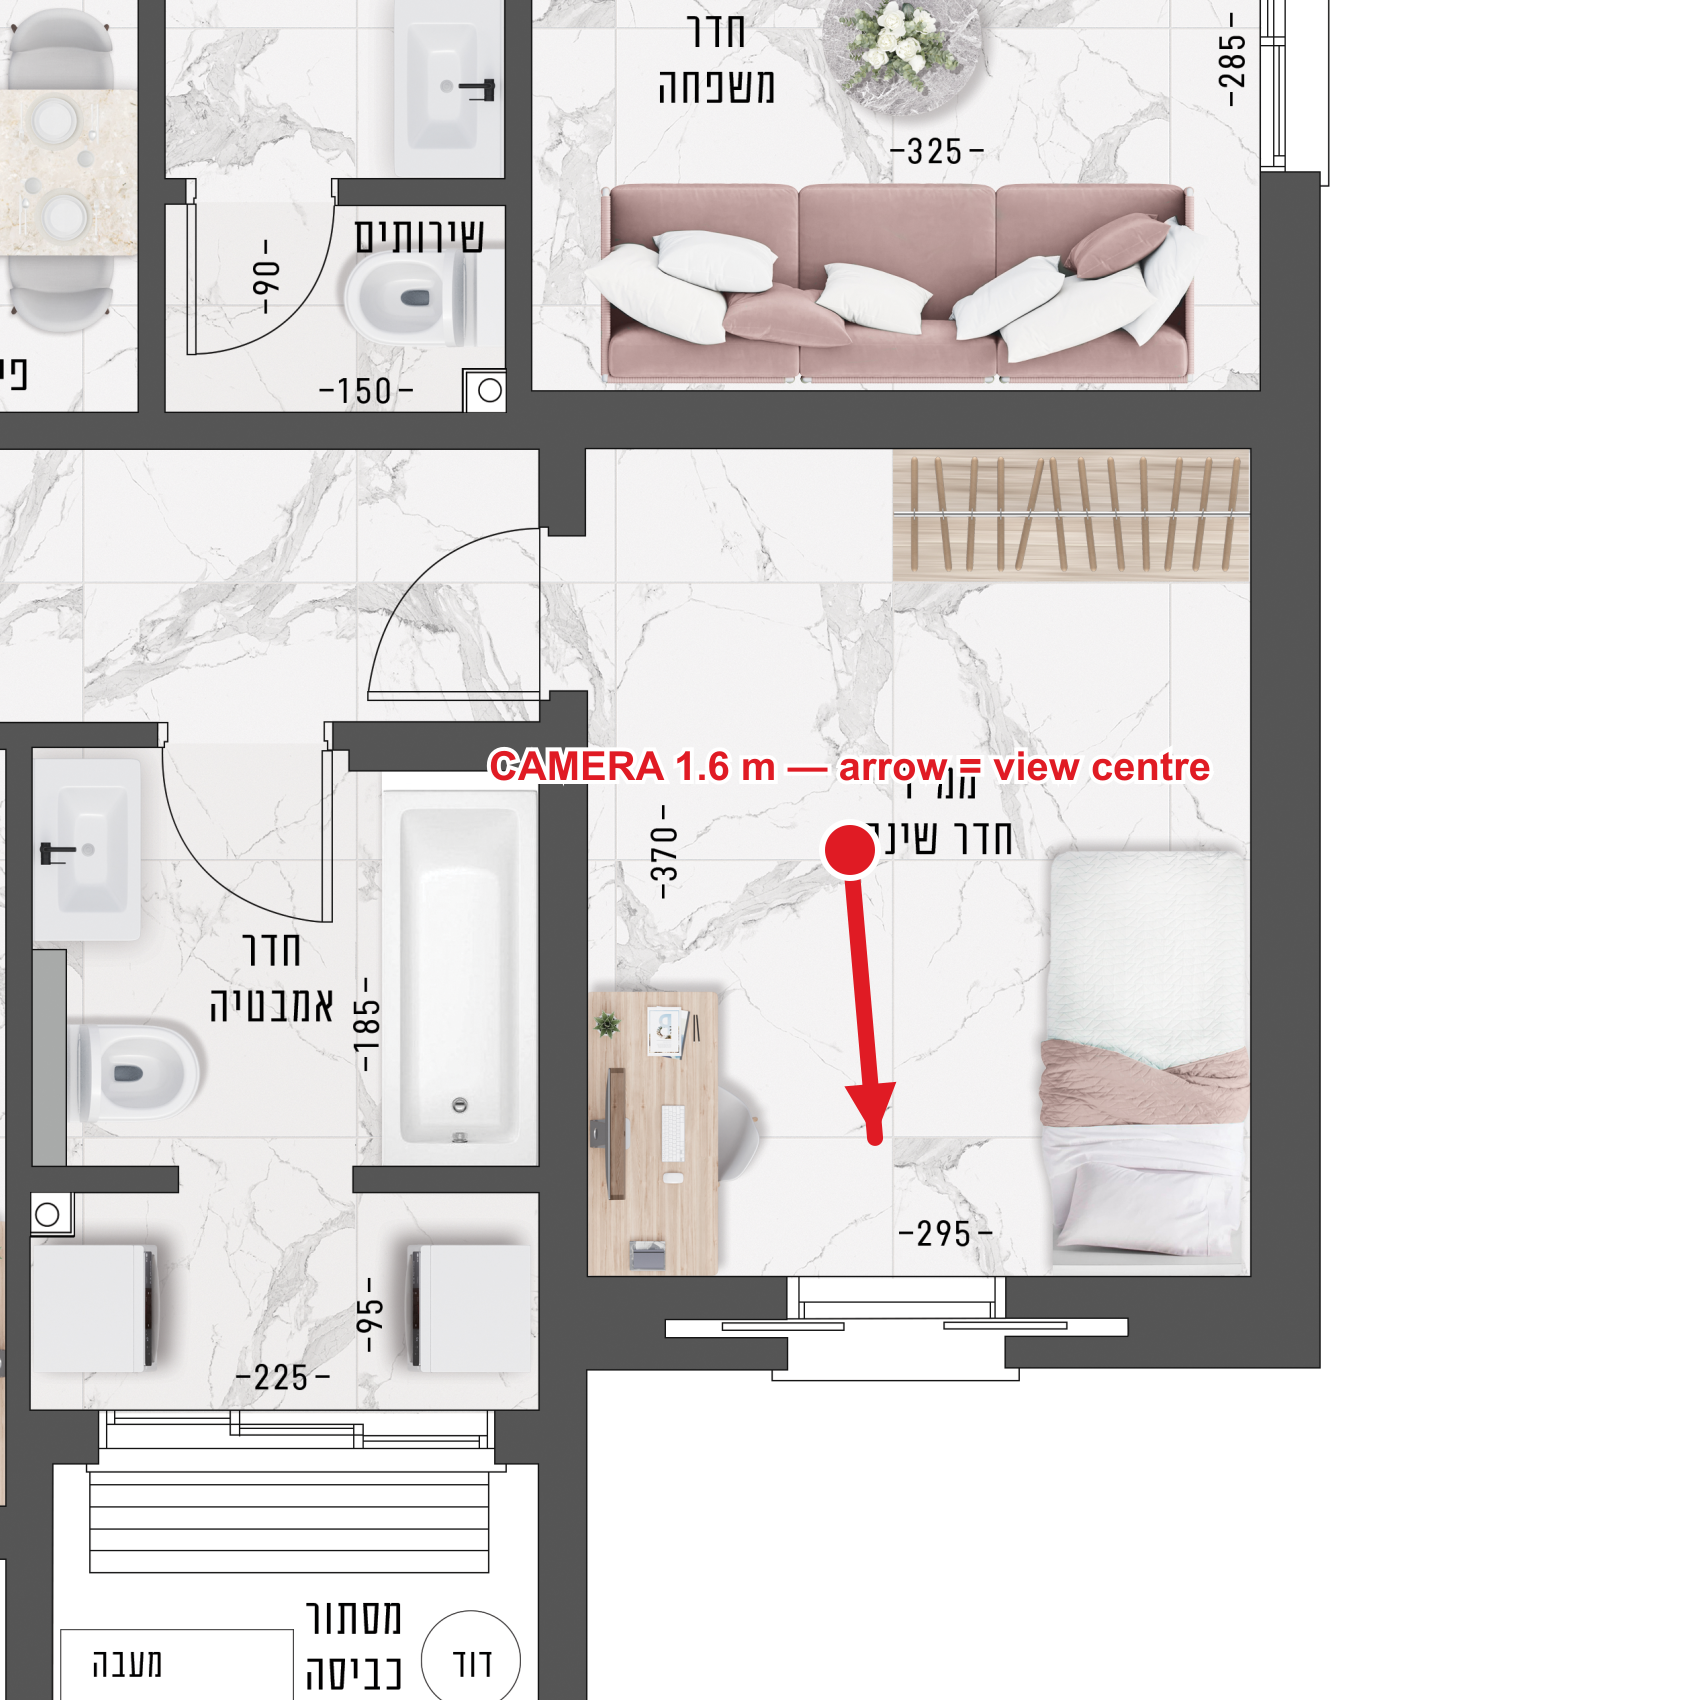 חדר
משפחה
-285-
-325-
שירותים
-90-
-150-
פי
CAMERA 1.6 m — arrow = view centre
חדר
-370-
חדר
אמבטיה
-185-
-295-
-95-
-225-
מסתור
כביסה
מעבה
דוד